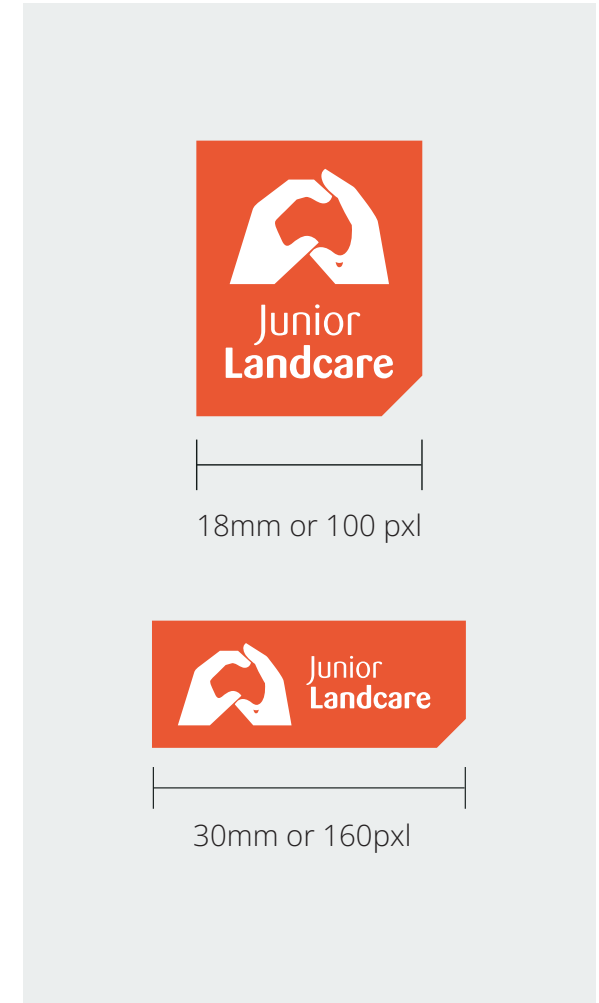 Junior
Landcare
18mm or 100 pxl
Junior
Landcare
30mm or 160pxl